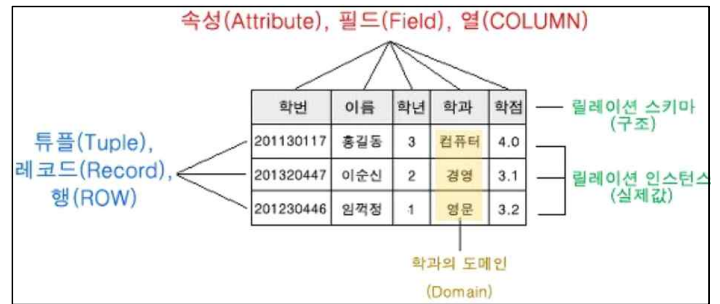 속성(Attribute), 필드(Field), 열(COLUMN)
학번 이름 학년 학과 학점
릴레이션 스키마
(구조)
튜플(Tuple),
레코드(Record),
행(ROW)
201130117 홍길동 3 컴퓨터 4.0
201320447 이순신 2 경영 3.1
201230446 임꺽정 1 영문 3.2
릴레이션 인스턴스
(실제값)
학과의 도메인
(Domain)